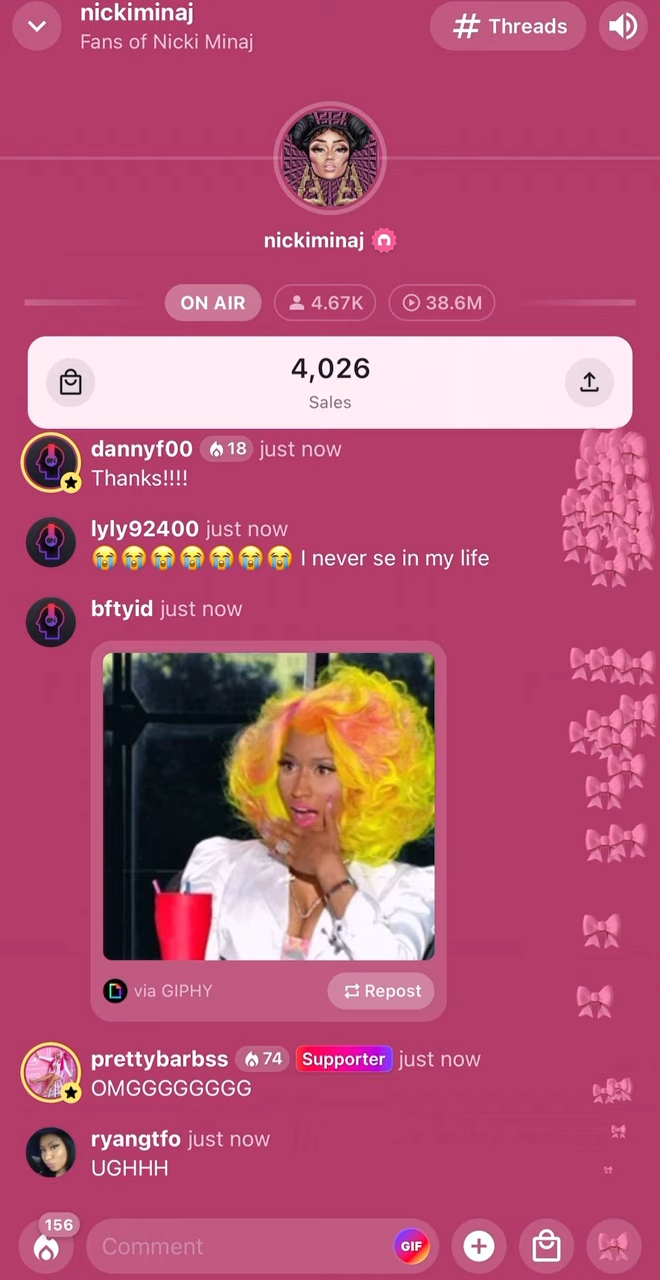 nickiminaj
Fans of Nicki Minaj
# Threads
nickiminaj
ON AIR
4.67K
38.6M
4,026
Sales
dannyf00 18 just now
Thanks!!!!
lyly92400 just now
😭😭😭😭😭😭😭 I never se in my life
bftyid just now
via GIPHY
Repost
prettybarbss 74 Supporter just now
OMGGGGGGGG
ryangtfo just now
UGHHH
156
Comment
GIF